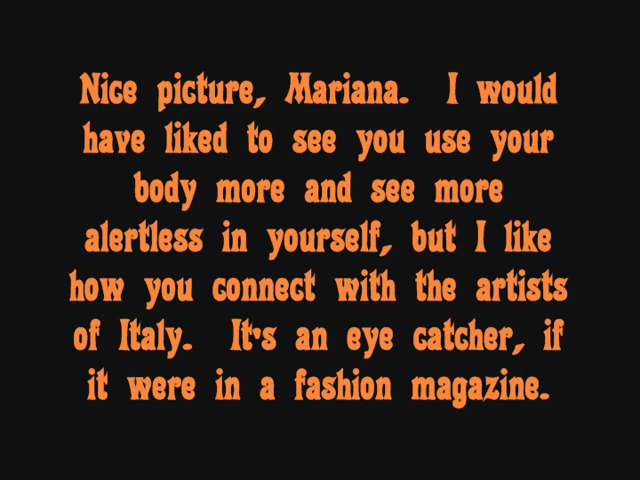 Nice picture, Mariana. I would
have liked to see you use your
body more and see more
alertless in yourself, but I like
how you connect with the artists
of Italy. It's an eye catcher, if
it were in a fashion magazine.